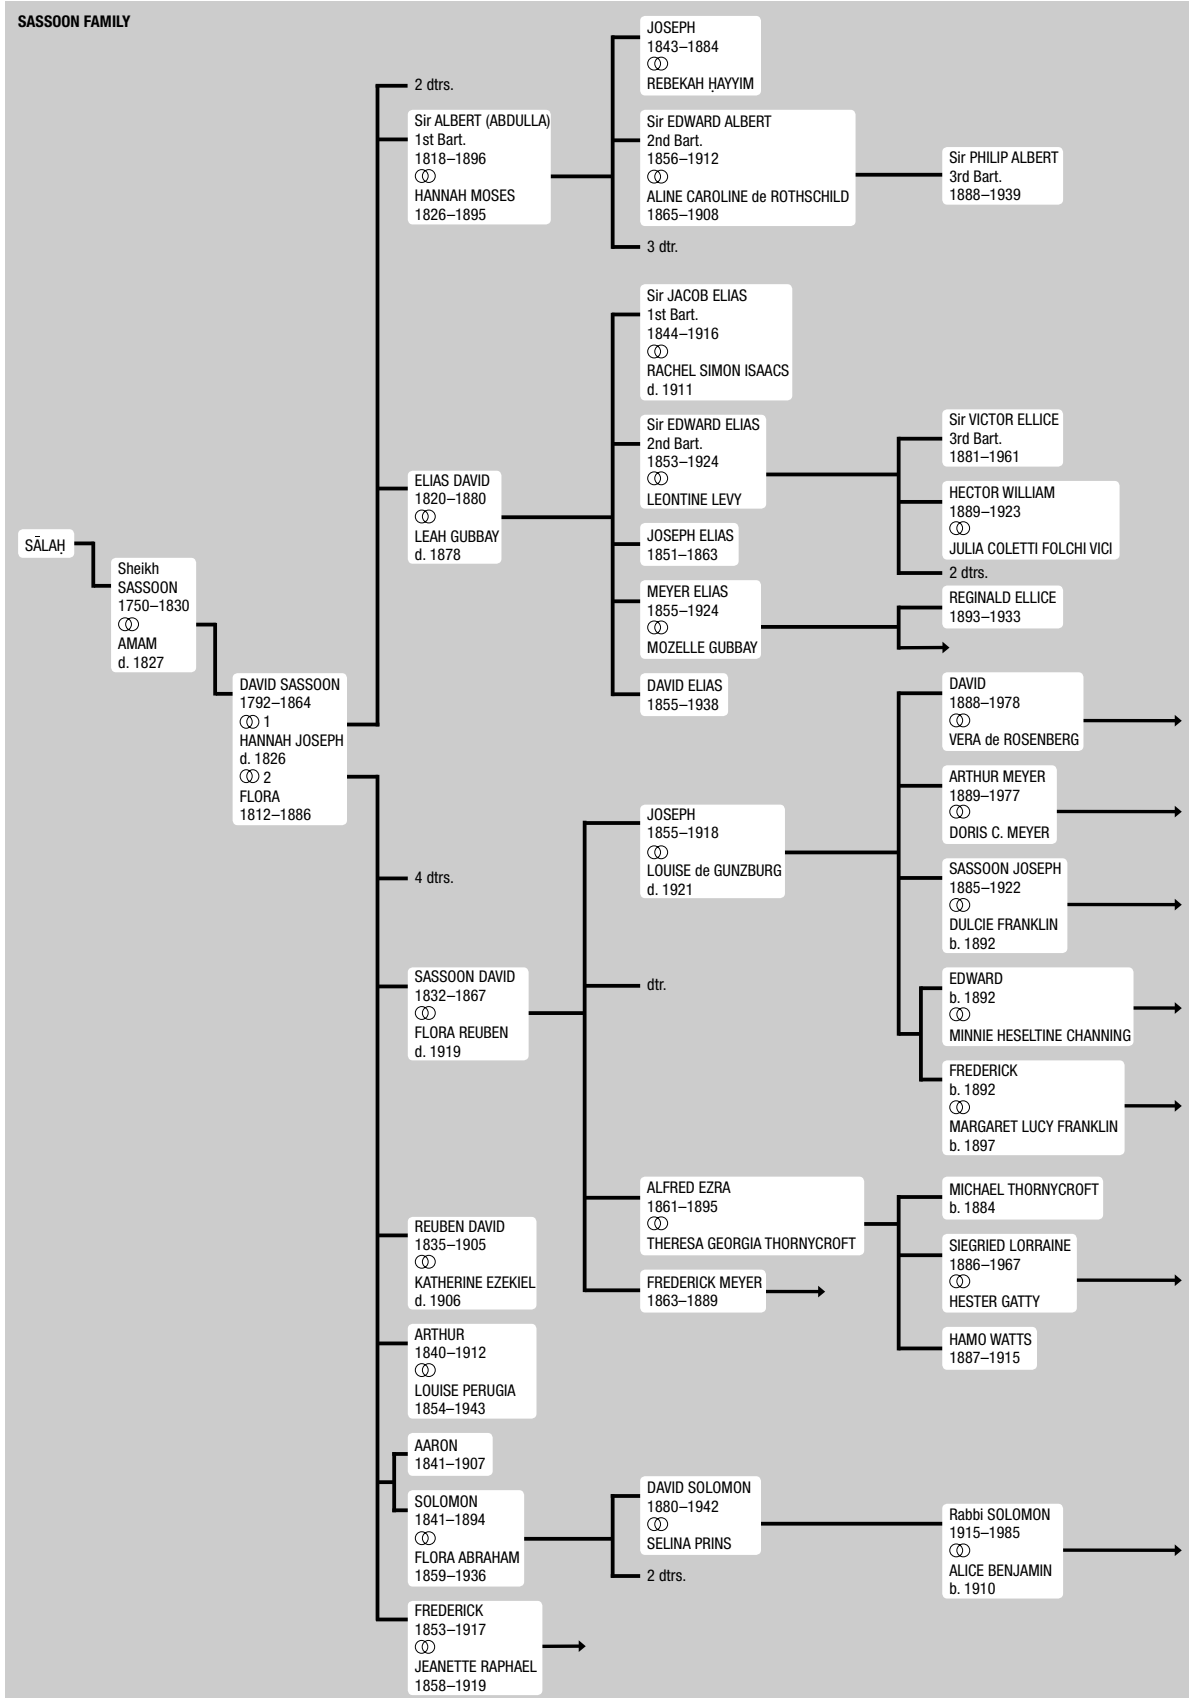 SASSOON FAMILY
SĀLAḤ
Sheikh
SASSOON
1750–1830
AMAM
d. 1827
DAVID SASSOON
1792–1864
1
HANNAH JOSEPH
d. 1826
2
FLORA
1812–1886
2 dtrs.
Sir ALBERT (ABDULLA)
1st Bart.
1818–1896
HANNAH MOSES
1826–1895
JOSEPH
1843–1884
REBEKAH ḤAYYIM
Sir EDWARD ALBERT
2nd Bart.
1856–1912
ALINE CAROLINE de ROTHSCHILD
1865–1908
Sir PHILIP ALBERT
3rd Bart.
1888–1939
3 dtr.
ELIAS DAVID
1820–1880
LEAH GUBBAY
d. 1878
Sir JACOB ELIAS
1st Bart.
1844–1916
RACHEL SIMON ISAACS
d. 1911
Sir EDWARD ELIAS
2nd Bart.
1853–1924
LEONTINE LEVY
Sir VICTOR ELLICE
3rd Bart.
1881–1961
HECTOR WILLIAM
1889–1923
JULIA COLETTI FOLCHI VICI
2 dtrs.
JOSEPH ELIAS
1851–1863
MEYER ELIAS
1855–1924
MOZELLE GUBBAY
REGINALD ELLICE
1893–1933
DAVID ELIAS
1855–1938
4 dtrs.
SASSOON DAVID
1832–1867
FLORA REUBEN
d. 1919
JOSEPH
1855–1918
LOUISE de GUNZBURG
d. 1921
DAVID
1888–1978
VERA de ROSENBERG
ARTHUR MEYER
1889–1977
DORIS C. MEYER
SASSOON JOSEPH
1885–1922
DULCIE FRANKLIN
b. 1892
EDWARD
b. 1892
MINNIE HESELTINE CHANNING
FREDERICK
b. 1892
MARGARET LUCY FRANKLIN
b. 1897
dtr.
ALFRED EZRA
1861–1895
THERESA GEORGIA THORNYCROFT
MICHAEL THORNYCROFT
b. 1884
SIEGRIED LORRAINE
1886–1967
HESTER GATTY
HAMO WATTS
1887–1915
FREDERICK MEYER
1863–1889
REUBEN DAVID
1835–1905
KATHERINE EZEKIEL
d. 1906
ARTHUR
1840–1912
LOUISE PERUGIA
1854–1943
AARON
1841–1907
SOLOMON
1841–1894
FLORA ABRAHAM
1859–1936
DAVID SOLOMON
1880–1942
SELINA PRINS
2 dtrs.
Rabbi SOLOMON
1915–1985
ALICE BENJAMIN
b. 1910
FREDERICK
1853–1917
JEANETTE RAPHAEL
1858–1919